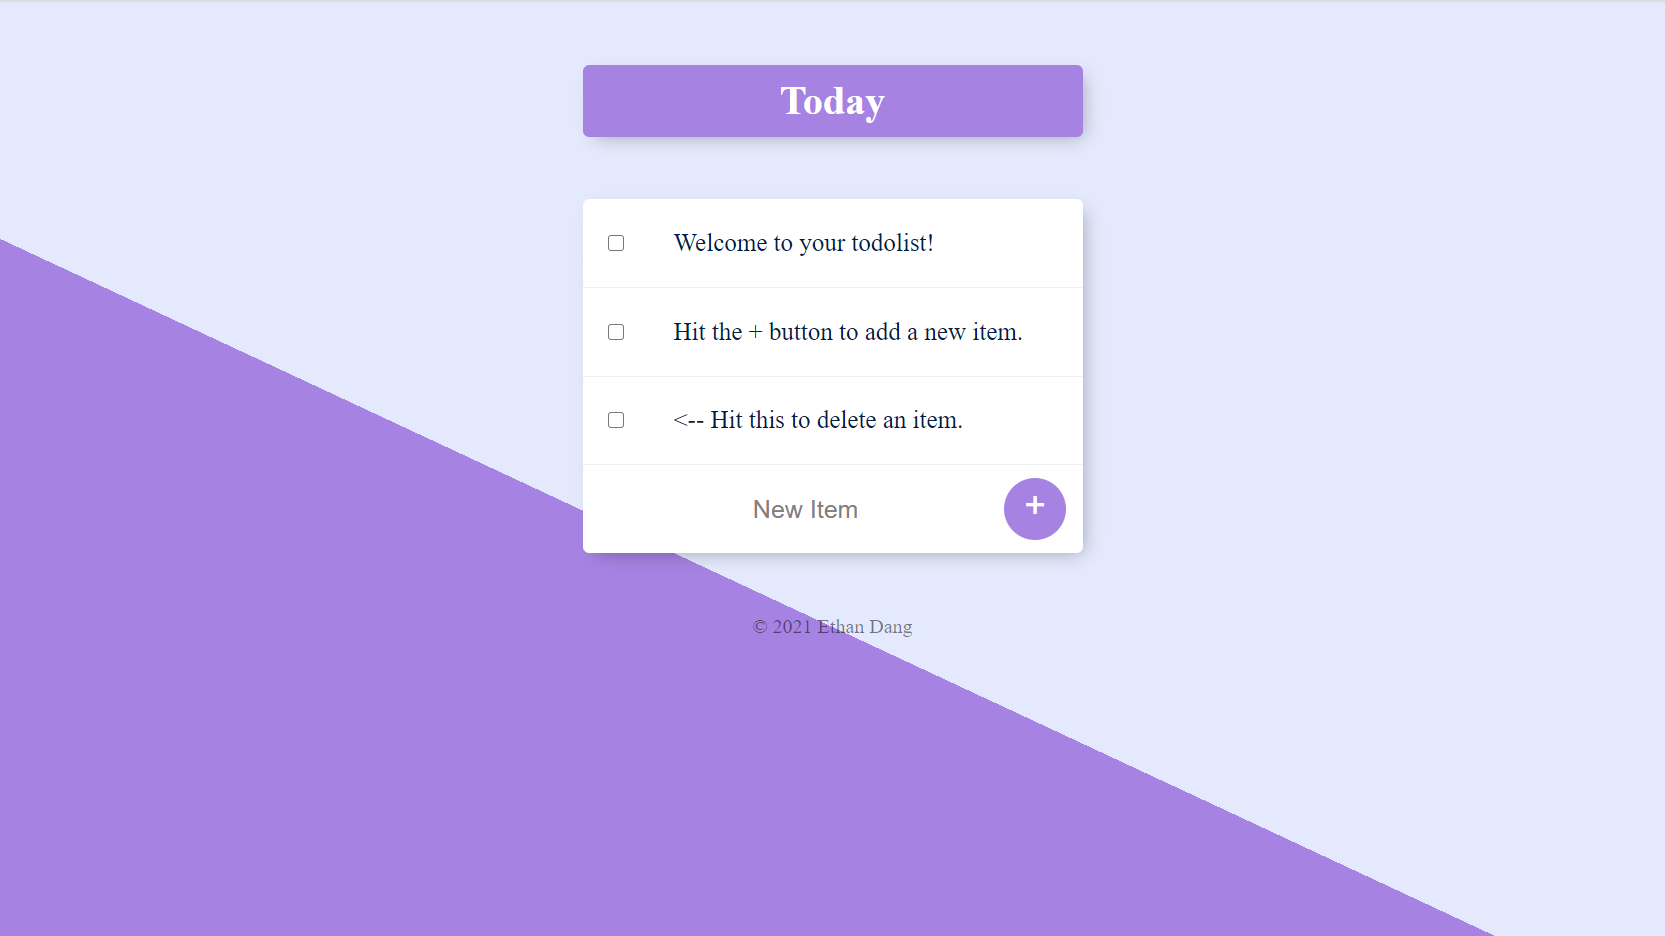 Today
Welcome to your todolist!
Hit the + button to add a new item.
<-- Hit this to delete an item.
New Item +
© 2021 Ethan Dang